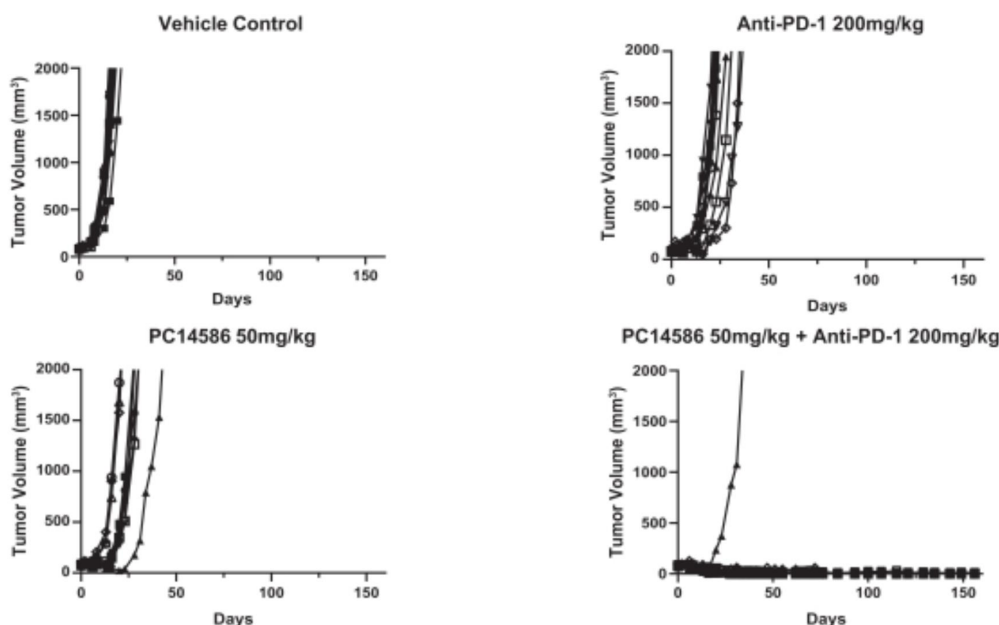 Vehicle Control
2000
1500
1000
500
0
Tumor Volume (mm³)
0 50 100 150
Days
Anti-PD-1 200mg/kg
2000
1500
1000
500
0
Tumor Volume (mm³)
0 50 100 150
Days
PC14586 50mg/kg
2000
1500
1000
500
0
Tumor Volume (mm³)
0 50 100 150
Days
PC14586 50mg/kg + Anti-PD-1 200mg/kg
2000
1500
1000
500
0
Tumor Volume (mm³)
0 50 100 150
Days